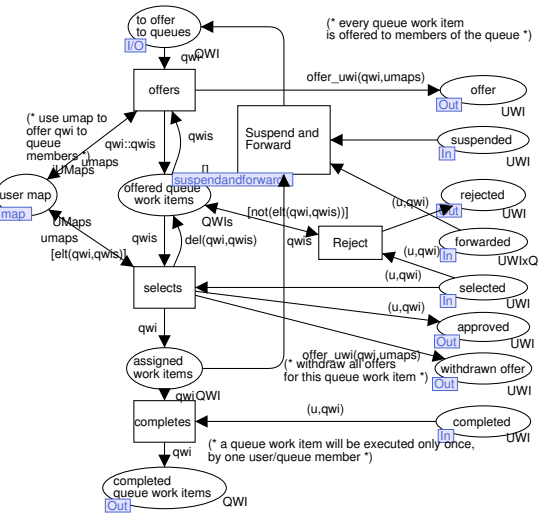 to offer
to queues
I/O
QWI
qwi
(* every queue work item
is offered to members of the queue *)
offers
offer_uwi(qwi,umaps)
offer
Out
UWI
(* use umap to
offer qwi to
queue
members *)
umaps
UMaps
qwi::qwis
qwis
Suspend and
Forward
suspended
In
UWI
[]
suspendandforward
user map
map
offered queue
work items
QWIs
[not(elt(qwi,qwis))]
qwis
Reject
(u,qwi)
rejected
Out
UWI
forwarded
In
UWIxQ
UMaps
umaps
[elt(qwi,qwis)]
qwis
del(qwi,qwis)
(u,qwi)
selects
(u,qwi)
selected
In
UWI
(u,qwi)
approved
Out
UWI
qwi
assigned
work items
QWI
offer_uwi(qwi,umaps)
(* withdraw all offers
for this queue work item *)
withdrawn offer
Out
UWI
qwi
completes
(u,qwi)
completed
In
UWI
(* a queue work item will be executed only once,
by one user/queue member *)
qwi
completed
queue work items
Out
QWI